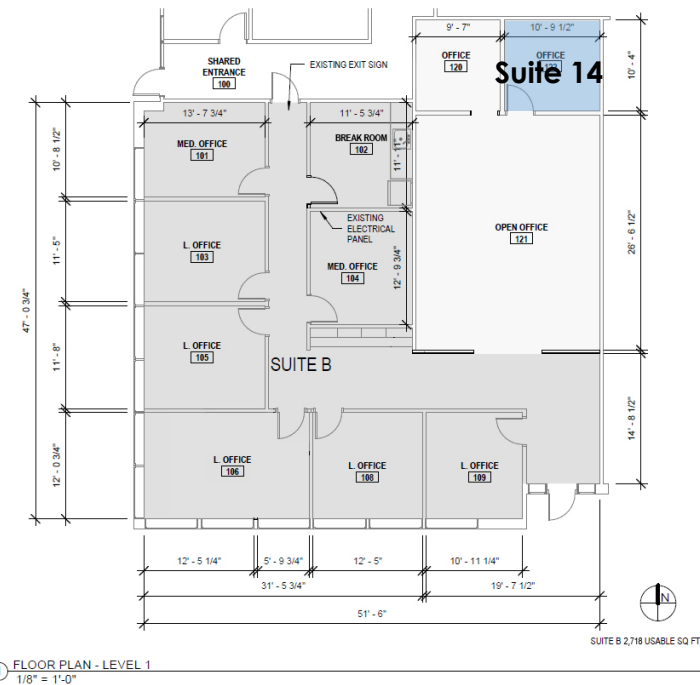 9' - 7"
10' - 9 1/2"
OFFICE
120
OFFICE
Suite 14
10' - 4"
SHARED
ENTRANCE
100
EXISTING EXIT SIGN
13' - 7 3/4"
11' - 5 3/4"
10' - 8 1/2"
MED. OFFICE
101
BREAK ROOM
102
11' - 11"
EXISTING
ELECTRICAL
PANEL
OPEN OFFICE
121
26' - 6 1/2"
11' - 5"
L. OFFICE
103
MED. OFFICE
104
12' - 9 3/4"
47' - 0 3/4"
11' - 8"
L. OFFICE
105
SUITE B
14' - 8 1/2"
12' - 0 3/4"
L. OFFICE
106
L. OFFICE
108
L. OFFICE
109
12' - 5 1/4"
5' - 9 3/4"
12' - 5"
10' - 11 1/4"
31' - 5 3/4"
19' - 7 1/2"
51' - 6"
N
SUITE B 2,718 USABLE SQ FT
FLOOR PLAN - LEVEL 1
1/8" = 1'-0"